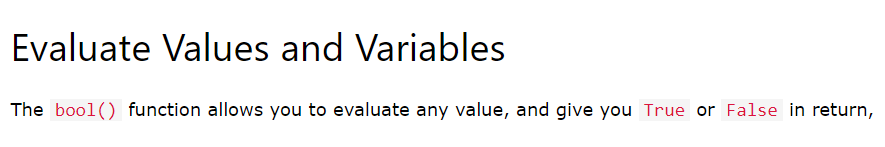 Evaluate Values and Variables
The bool() function allows you to evaluate any value, and give you True or False in return,